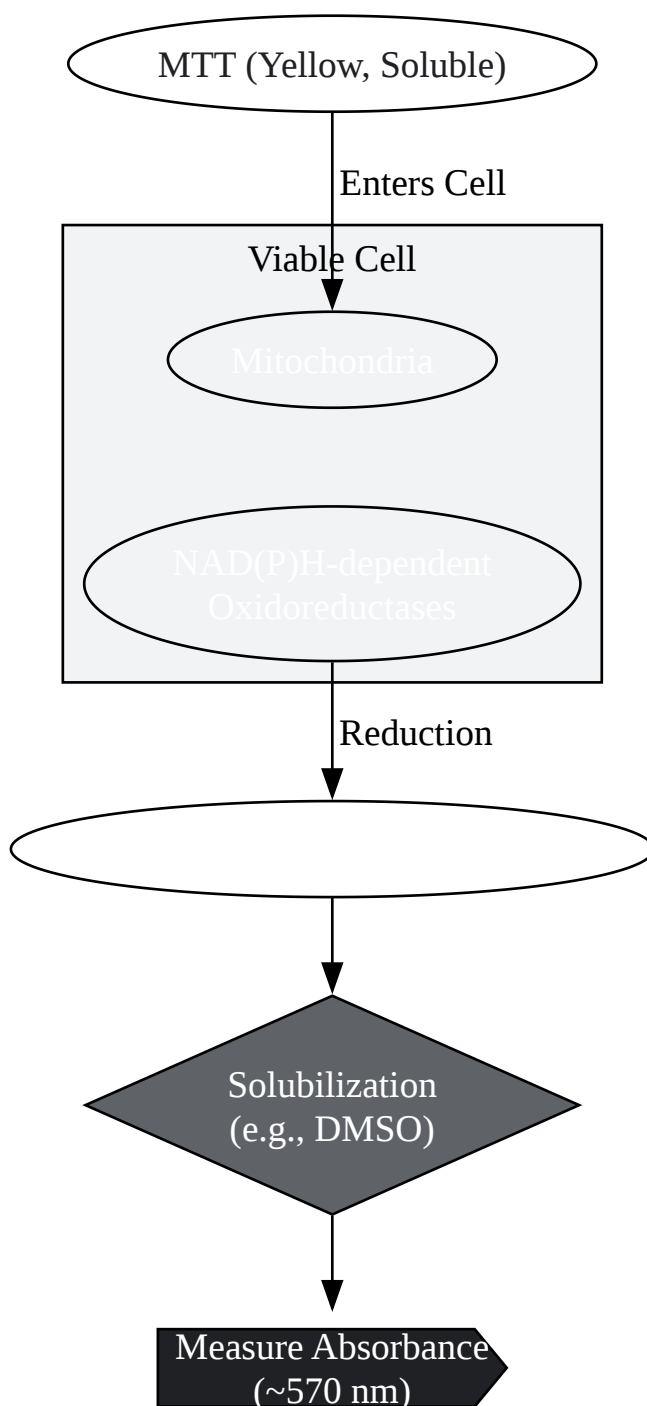 MTT (Yellow, Soluble)
Enters Cell
Viable Cell
Mitochondria
NAD(P)H-dependent
Oxidoreductases
Reduction
Solubilization
(e.g., DMSO)
Measure Absorbance
(~570 nm)